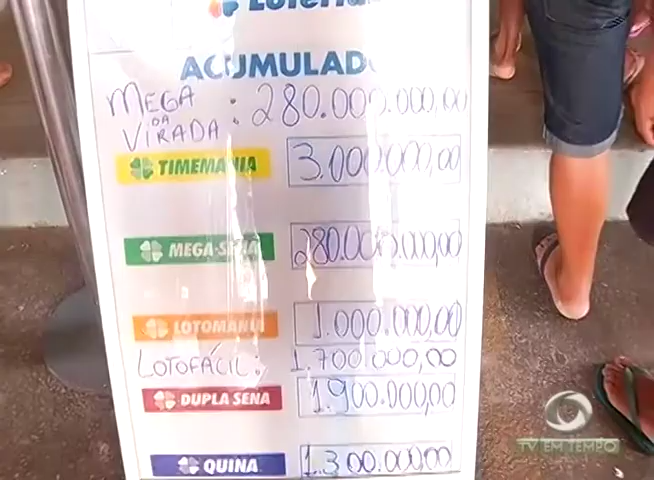 Loterias
ACUMULADO
MEGA DA VIRADA : 280.000.000,00
TIMEMANIA 3.000.000,00
MEGA-SENA 280.000.000,00
LOTOMANIA 1.000.000,00
LOTOFÁCIL: 1.700.000,00
DUPLA SENA 1.900.000,00
QUINA 1.300.000,00
TV EM TEMPO